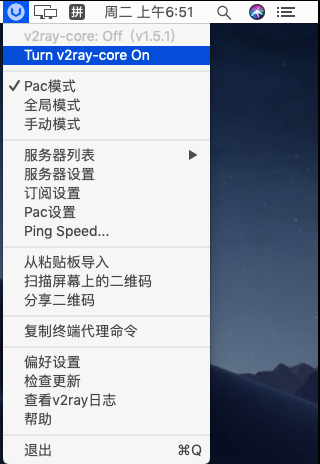 拼 周二 上午6:51
v2ray-core: Off (v1.5.1)
Turn v2ray-core On
Pac模式
全局模式
手动模式
服务器列表
服务器设置
订阅设置
Pac设置
Ping Speed...
从粘贴板导入
扫描屏幕上的二维码
分享二维码
复制终端代理命令
偏好设置
检查更新
查看v2ray日志
帮助
退出 ⌘Q